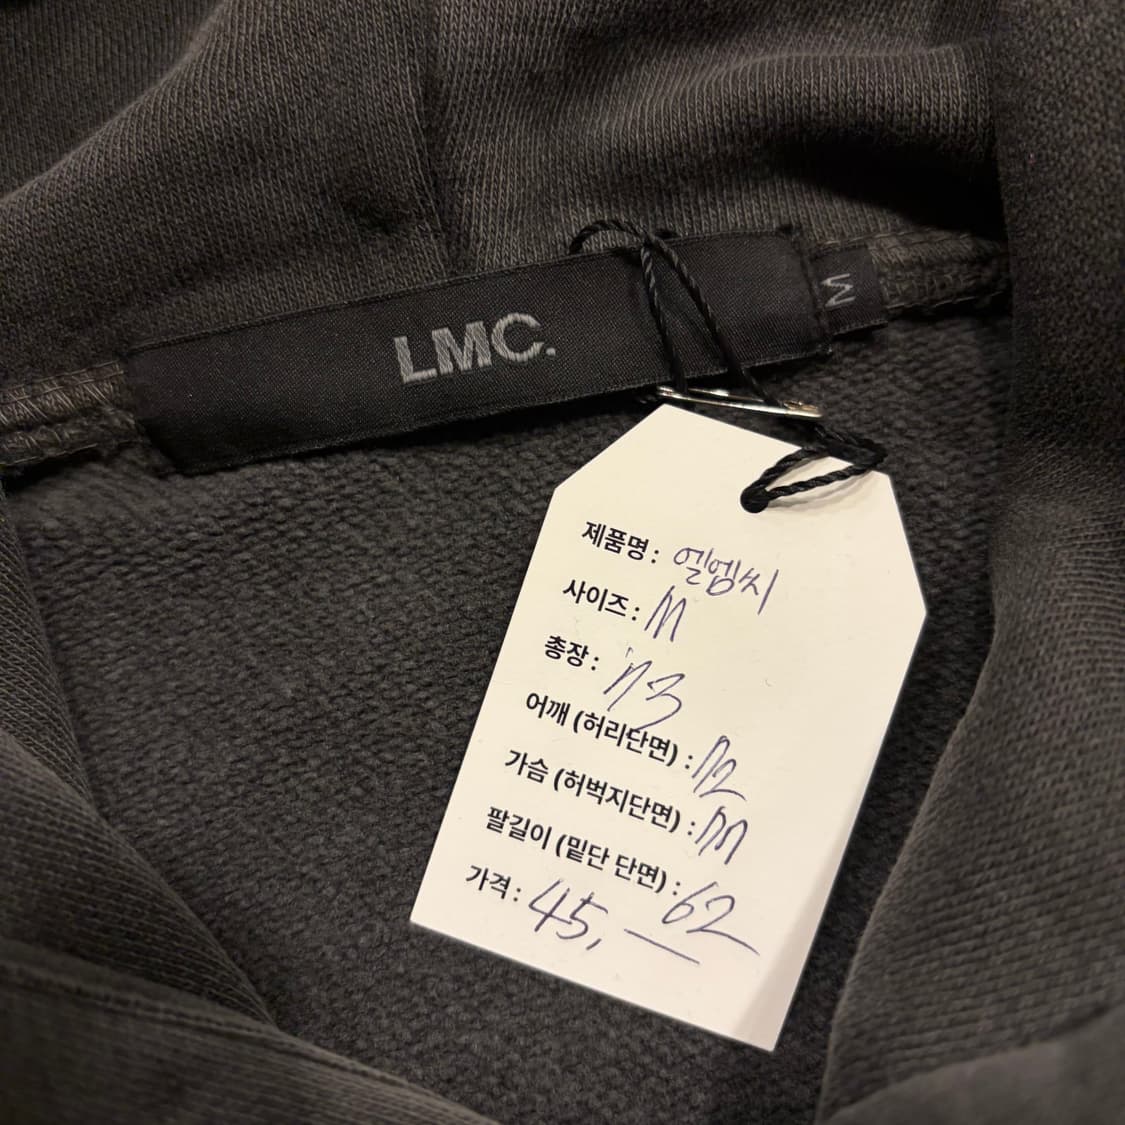 LMC.
M
제품명 : 엘엠씨
사이즈 : M
총장 : 73
어깨 (허리단면) : 72
가슴 (허벅지단면) : 77
팔길이 (밑단 단면) : 62
가격 : 45,—